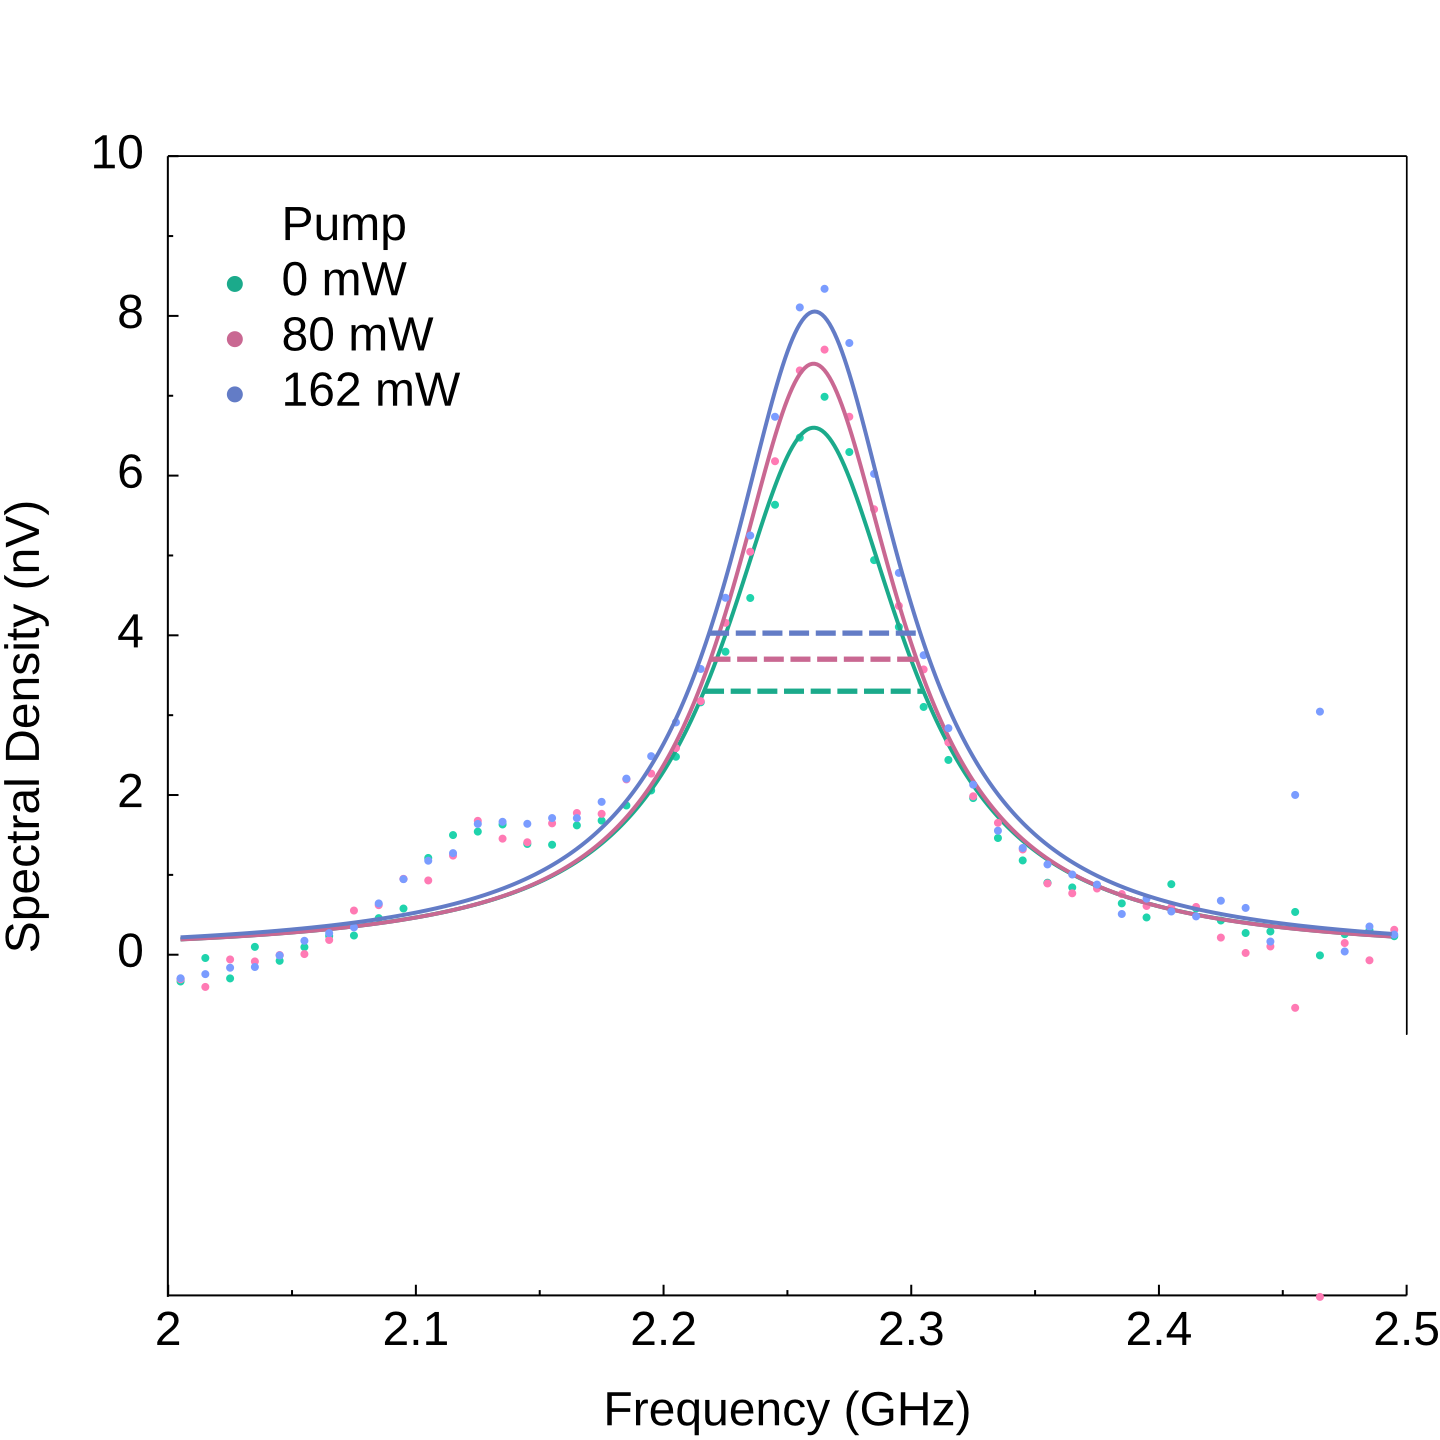 10
8
6
4
2
0
Spectral Density (nV)
Pump
0 mW
80 mW
162 mW
2 2.1 2.2 2.3 2.4 2.5
Frequency (GHz)